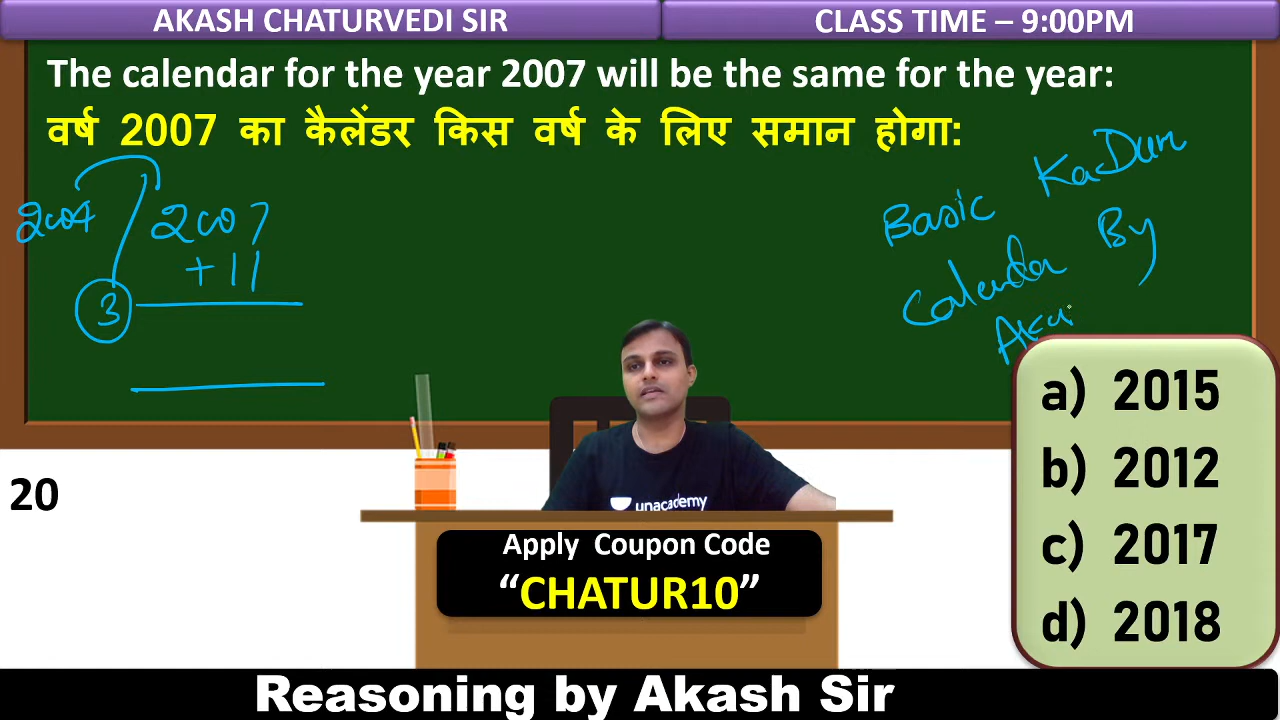 AKASH CHATURVEDI SIR
CLASS TIME – 9:00PM
The calendar for the year 2007 will be the same for the year:
वर्ष 2007 का कैलेंडर किस वर्ष के लिए समान होगा:
2004
2007
+11
3
Basic
Calendar By
a) 2015
b) 2012
c) 2017
d) 2018
20
unacademy
Apply Coupon Code
“CHATUR10”
Reasoning by Akash Sir